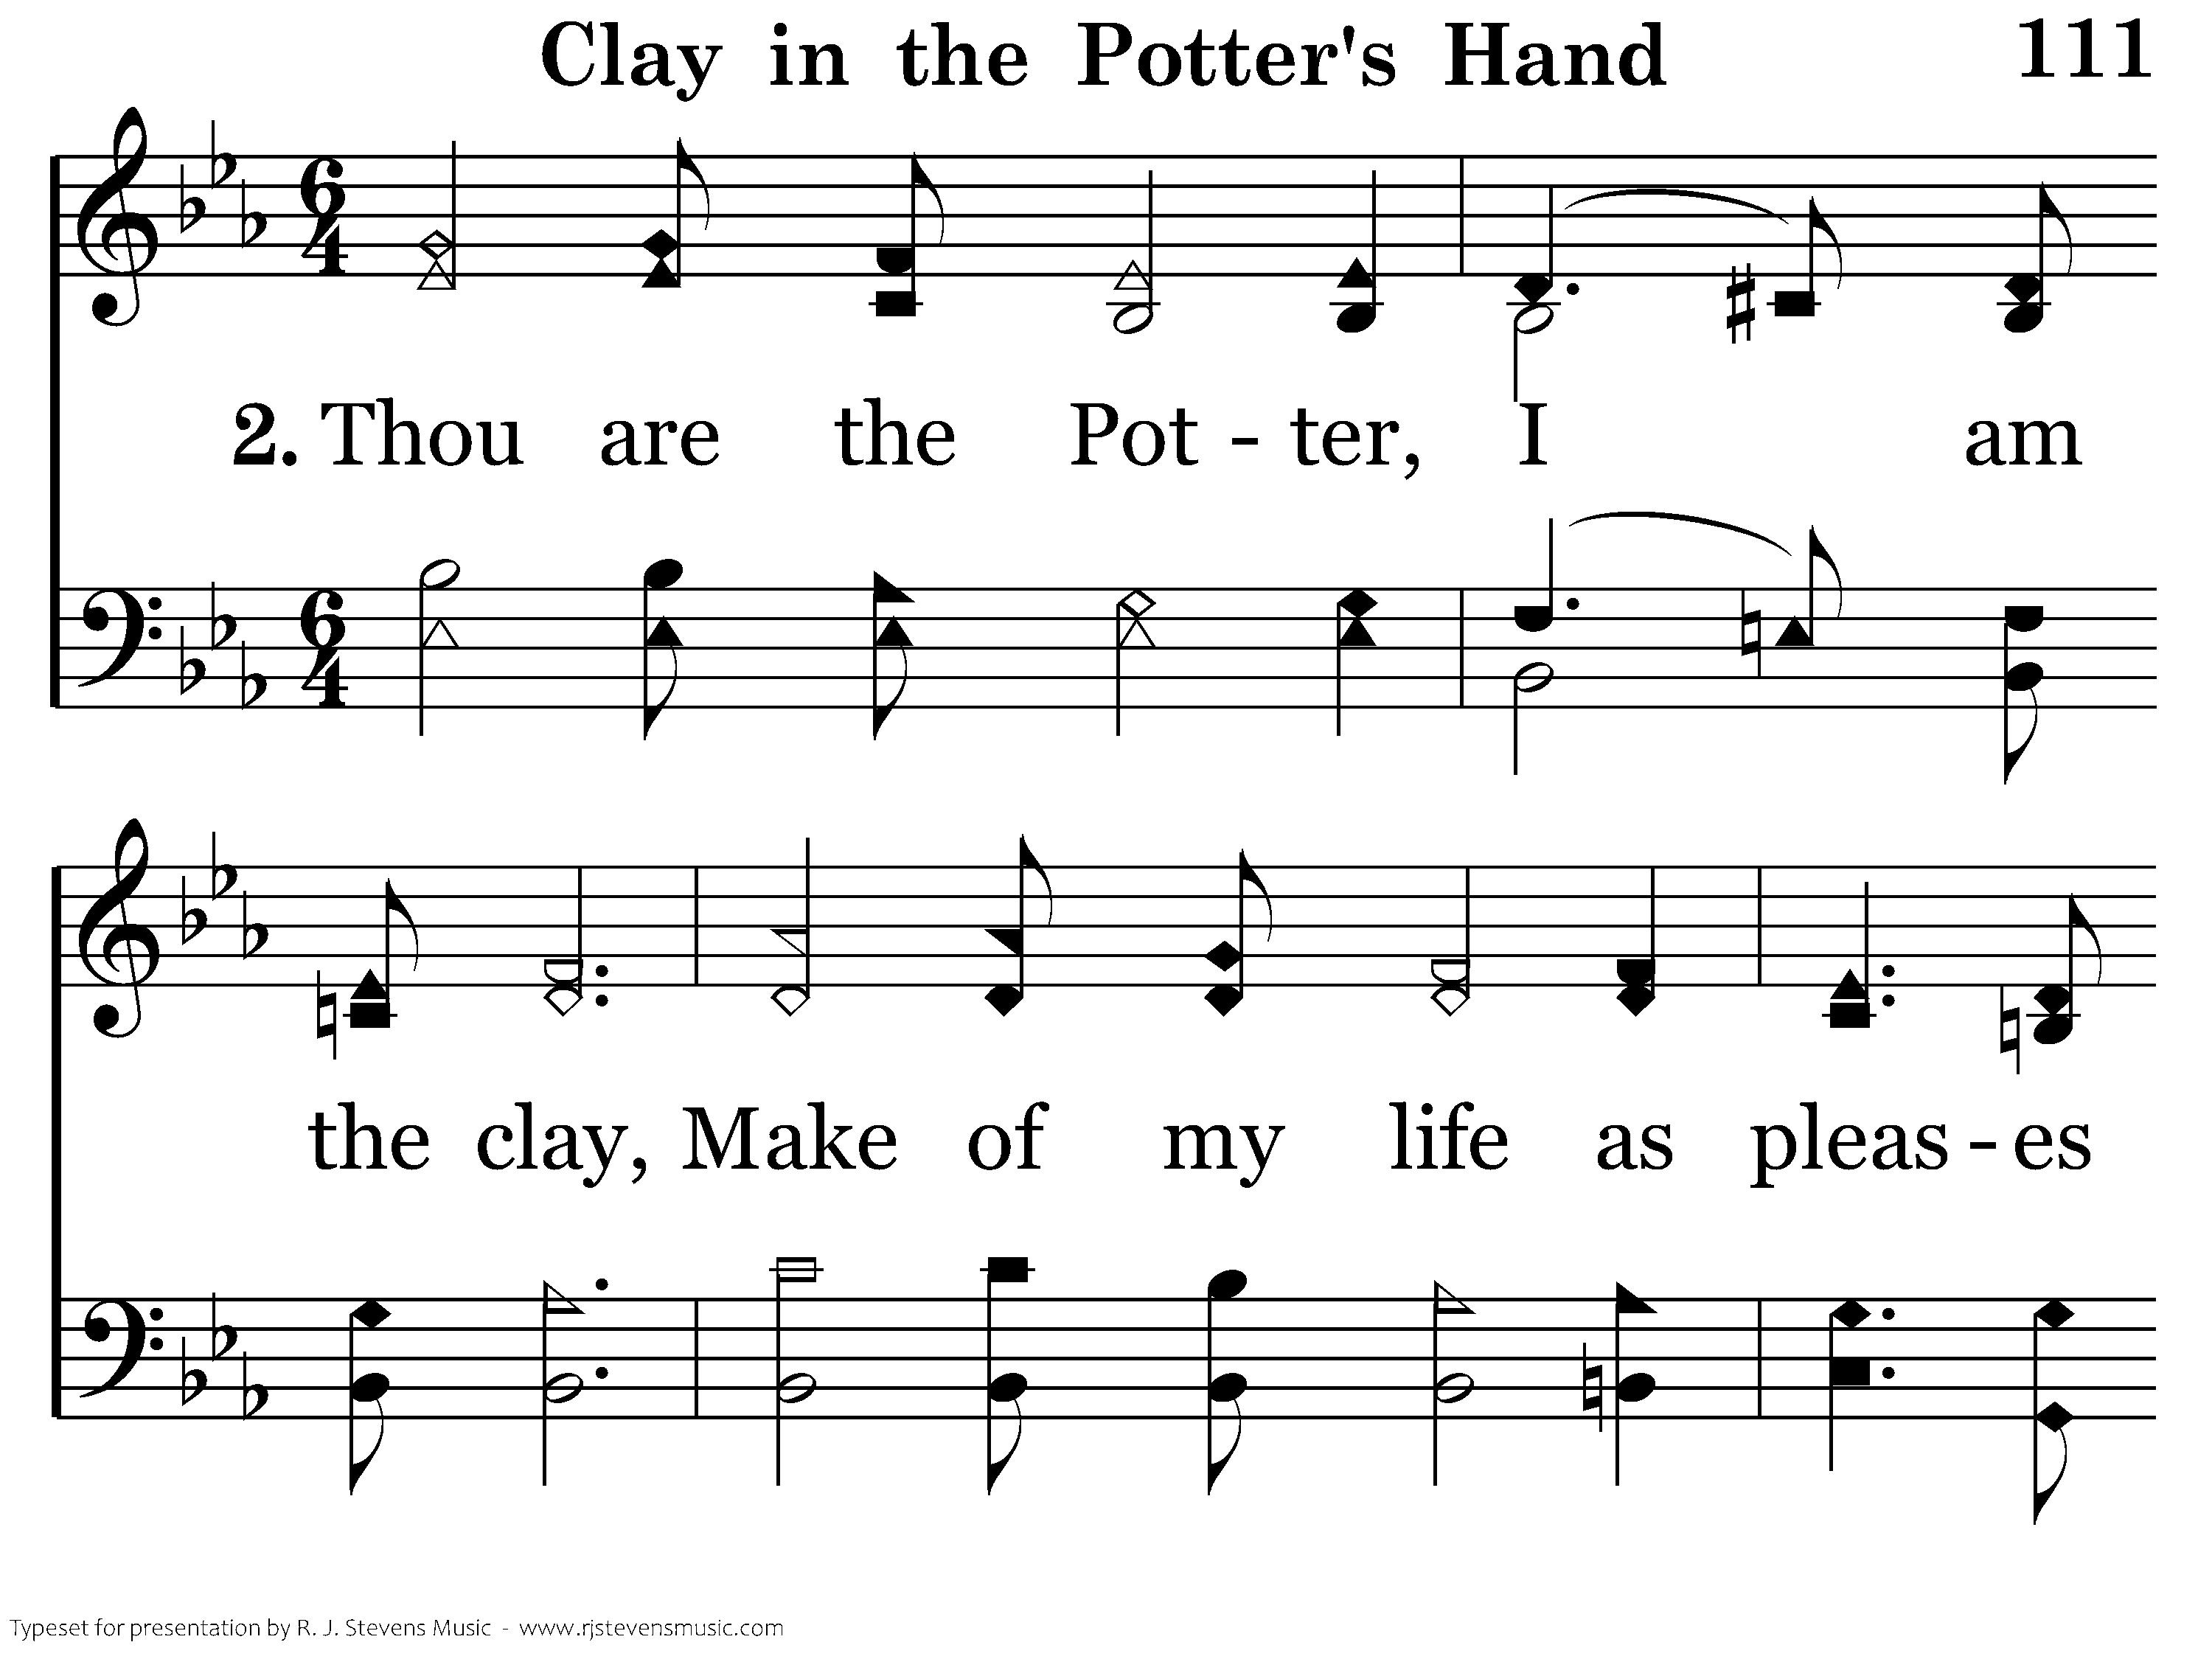 Clay in the Potter's Hand 111
2. Thou are the Pot - ter, I am
the clay, Make of my life as pleas - es
Typeset for presentation by R. J. Stevens Music - www.rjstevensmusic.com